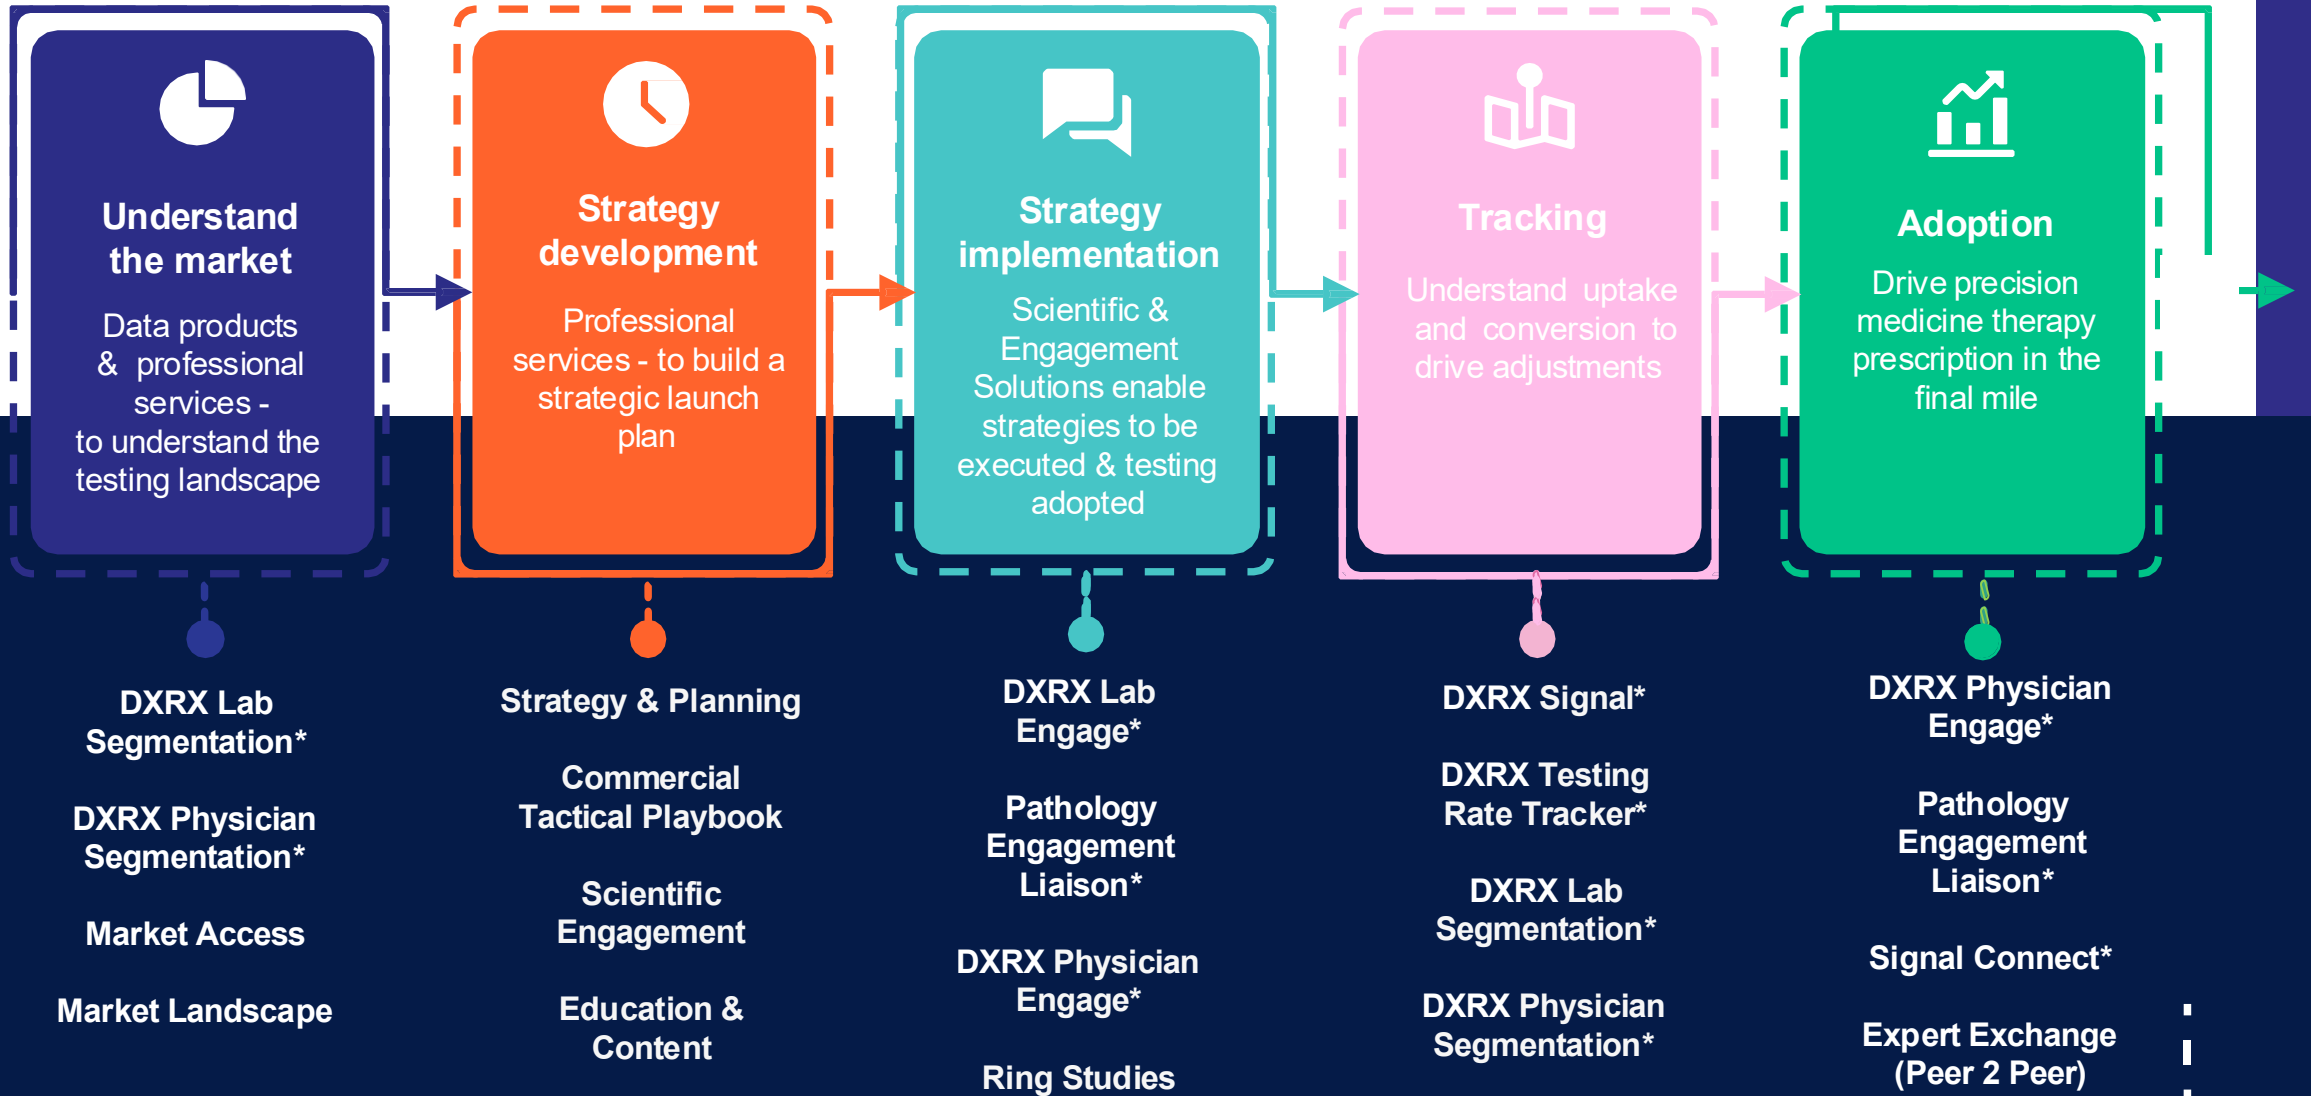 Understand
the market
Data products
& professional
services -
to understand the
testing landscape
Strategy
development
Professional
services - to build a
strategic launch
plan
Strategy
implementation
Scientific &
Engagement
Solutions enable
strategies to be
executed & testing
adopted
Tracking
Understand uptake
and conversion to
drive adjustments
Adoption
Drive precision
medicine therapy
prescription in the
final mile
DXRX Lab
Segmentation*
DXRX Physician
Segmentation*
Market Access
Market Landscape
Strategy & Planning
Commercial
Tactical Playbook
Scientific
Engagement
Education &
Content
DXRX Lab
Engage*
Pathology
Engagement
Liaison*
DXRX Physician
Engage*
Ring Studies
DXRX Signal*
DXRX Testing
Rate Tracker*
DXRX Lab
Segmentation*
DXRX Physician
Segmentation*
DXRX Physician
Engage*
Pathology
Engagement
Liaison*
Signal Connect*
Expert Exchange
(Peer 2 Peer)